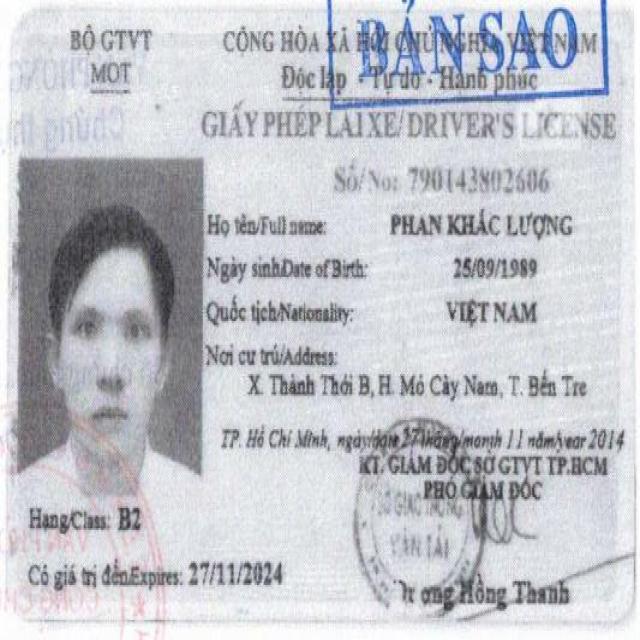 BẢN SAO
BỘ GTVT
MOT
CỘNG HÒA XÃ HỘI CHỦ NGHĨA VIỆT NAM
Độc lập - Tự do - Hạnh phúc
GIẤY PHÉP LÁI XE/ DRIVER'S LICENSE
Số/No: 790143802606
Họ tên/Full name: PHAN KHẮC LƯỢNG
Ngày sinh/Date of Birth: 25/09/1989
Quốc tịch/Nationality: VIỆT NAM
Nơi cư trú/Address:
X. Thành Thới B, H. Mỏ Cày Nam, T. Bến Tre
TP. Hồ Chí Minh, ngày/date 27 tháng/month 11 năm/year 2014
KT. GIÁM ĐỐC SỞ GTVT TP.HCM
PHÓ GIÁM ĐỐC
SỞ GIAO THÔNG
VẬN TẢI
Hạng/Class: B2
Có giá trị đến/Expires: 27/11/2024
Hồng Thanh